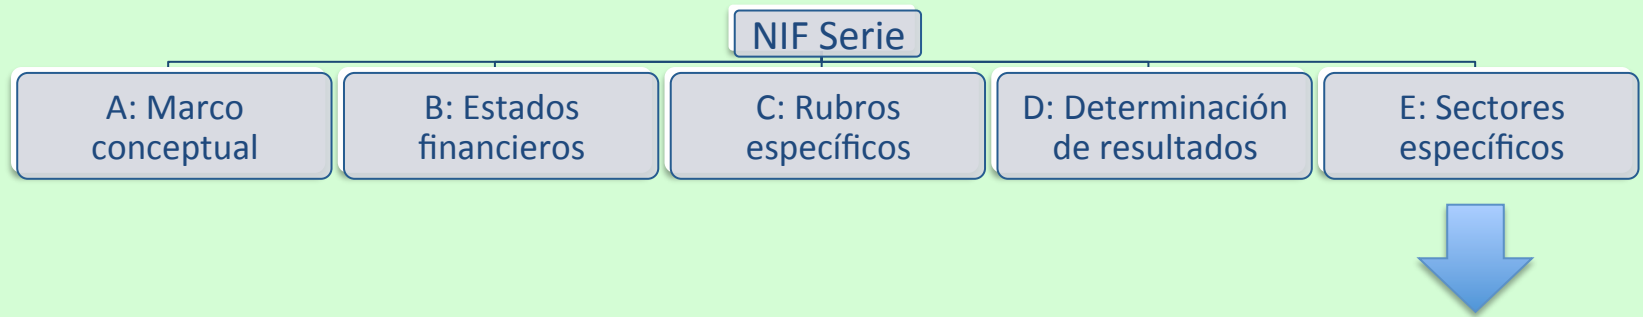 NIF Serie
A: Marco
conceptual
B: Estados
financieros
C: Rubros
específicos
D: Determinación
de resultados
E: Sectores
específicos